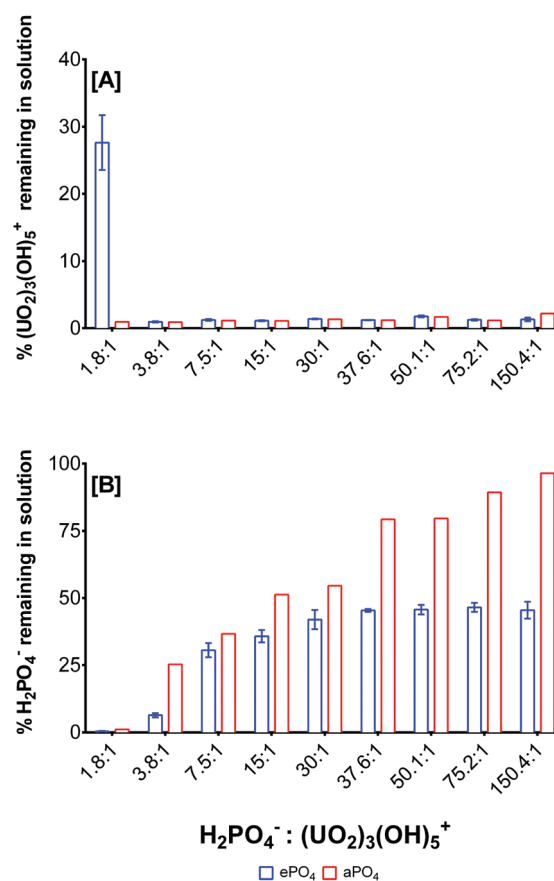 [A]
% (UO₂)₃(OH)₅⁺ remaining in solution
40
30
20
10
0
1.8:1 3.8:1 7.5:1 15:1 30:1 37.6:1 50.1:1 75.2:1 150.4:1
[B]
% H₂PO₄⁻ remaining in solution
100
75
50
25
0
1.8:1 3.8:1 7.5:1 15:1 30:1 37.6:1 50.1:1 75.2:1 150.4:1
H₂PO₄⁻ : (UO₂)₃(OH)₅⁺
ePO₄ aPO₄